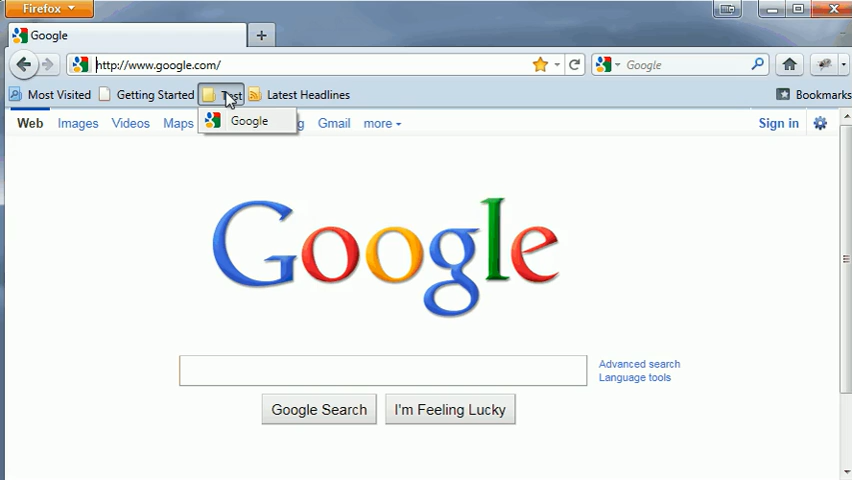 Firefox
Google
http://www.google.com/
Google
Most Visited
Getting Started
Test
Latest Headlines
Bookmarks
Google
Web
Images
Videos
Maps
Gmail
more
Sign in
Google
Advanced search
Language tools
Google Search
I'm Feeling Lucky